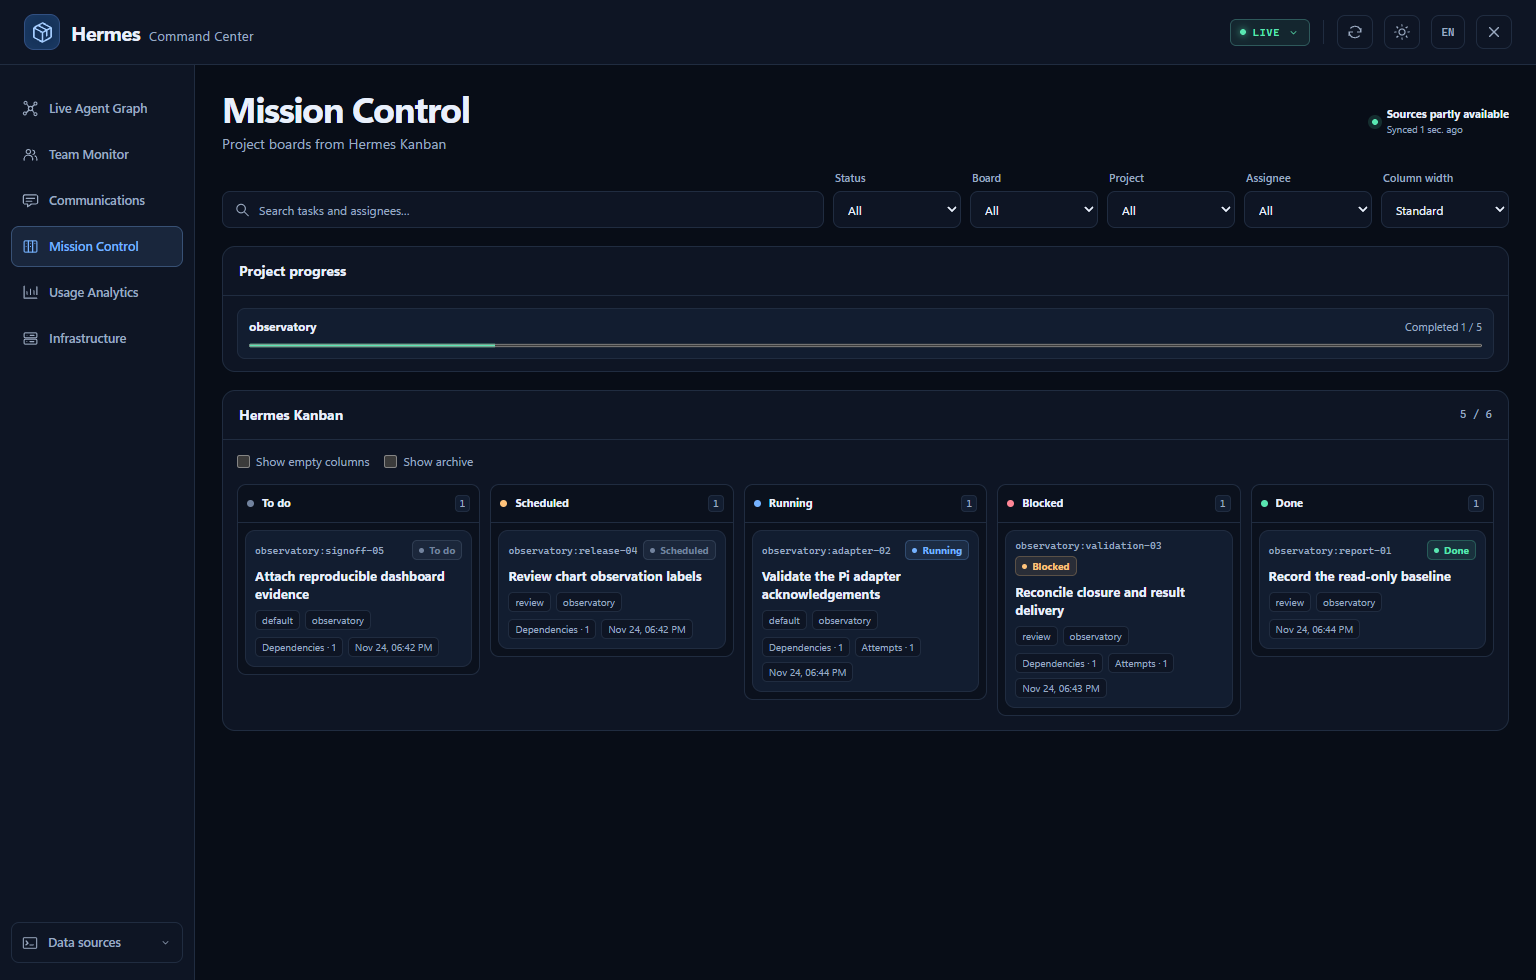 Hermes Command Center
LIVE
EN
Live Agent Graph
Team Monitor
Communications
Mission Control
Usage Analytics
Infrastructure
Data sources
Mission Control
Project boards from Hermes Kanban
Sources partly available
Synced 1 sec. ago
Status
Board
Project
Assignee
Column width
Search tasks and assignees...
All
All
All
All
Standard
Project progress
observatory
Completed 1 / 5
Hermes Kanban
5 / 6
Show empty columns
Show archive
To do
1
observatory:signoff-05
To do
Attach reproducible dashboard
evidence
default
observatory
Dependencies · 1
Nov 24, 06:42 PM
Scheduled
1
observatory:release-04
Scheduled
Review chart observation labels
review
observatory
Dependencies · 1
Nov 24, 06:42 PM
Running
1
observatory:adapter-02
Running
Validate the Pi adapter
acknowledgements
default
observatory
Dependencies · 1
Attempts · 1
Nov 24, 06:44 PM
Blocked
1
observatory:validation-03
Blocked
Reconcile closure and result
delivery
review
observatory
Dependencies · 1
Attempts · 1
Nov 24, 06:43 PM
Done
1
observatory:report-01
Done
Record the read-only baseline
review
observatory
Nov 24, 06:44 PM